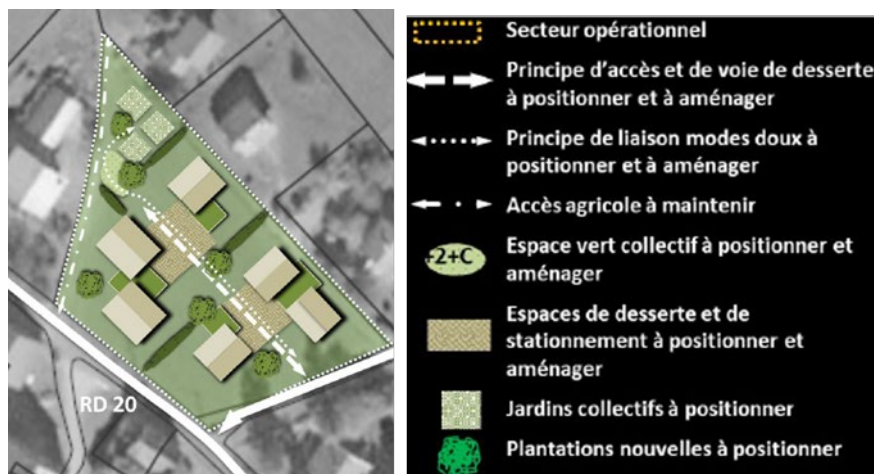 RD 20
Secteur opérationnel
Principe d'accès et de voie de desserte
à positionner et à aménager
Principe de liaison modes doux à
positionner et à aménager
Accès agricole à maintenir
+2+C
Espace vert collectif à positionner et
aménager
Espaces de desserte et de
stationnement à positionner et
aménager
Jardins collectifs à positionner
Plantations nouvelles à positionner